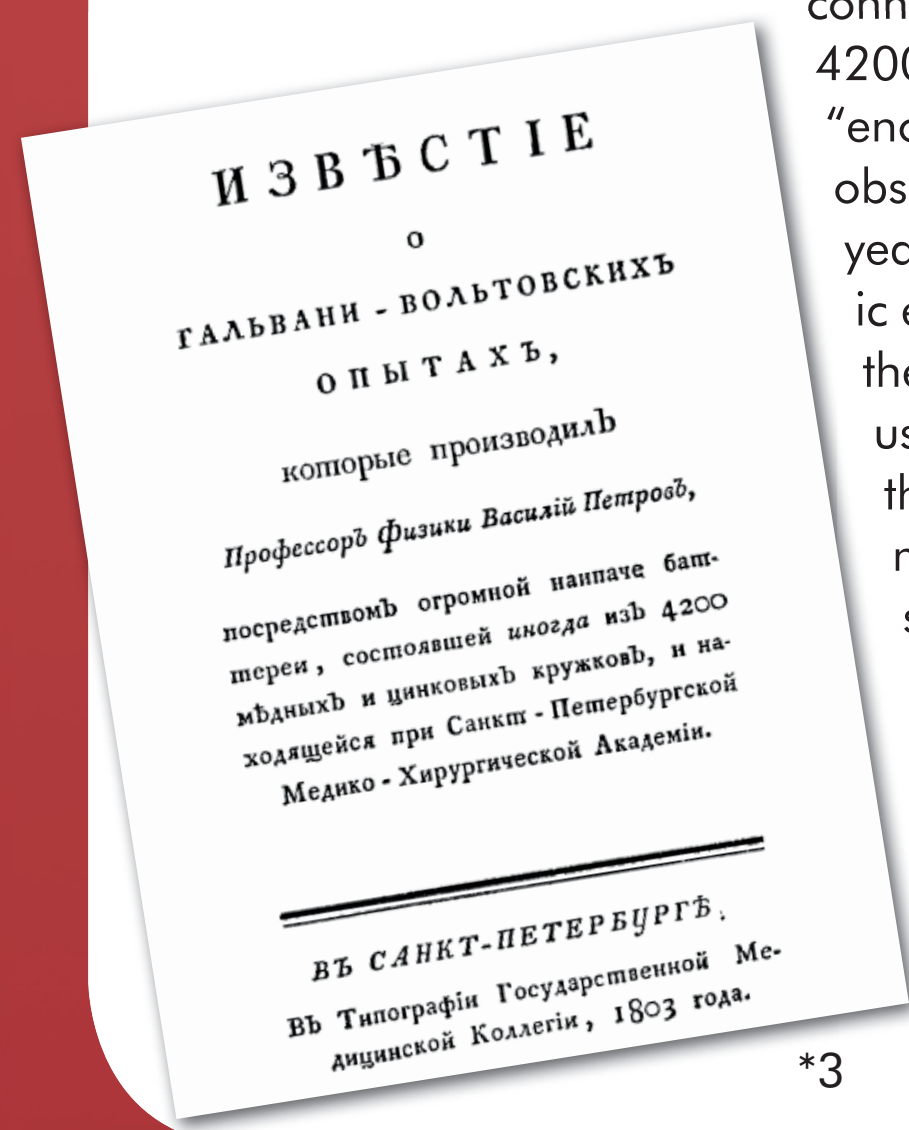 ИЗВѢСТІЕ
о
ГАЛЬВАНИ - ВОЛЬТОВСКИХЪ
ОПЫТАХЪ,
которые производилЪ
ПрофессорЪ Физики Василій ПетровЪ,
посредствомЪ огромной наипаче бат-
тереи, состоявшей иногда изЪ 4200
мѢдныхЪ и цинковыхЪ кружковЪ, и на-
ходящейся при Санкт - Петербургской
Медико - Хирургической Академіи.
ВЪ САНКТ-ПЕТЕРБУРГѢ.
ВЪ Типографіи Государственной Ме-
дицинской Коллегіи, 1803 года.
*3